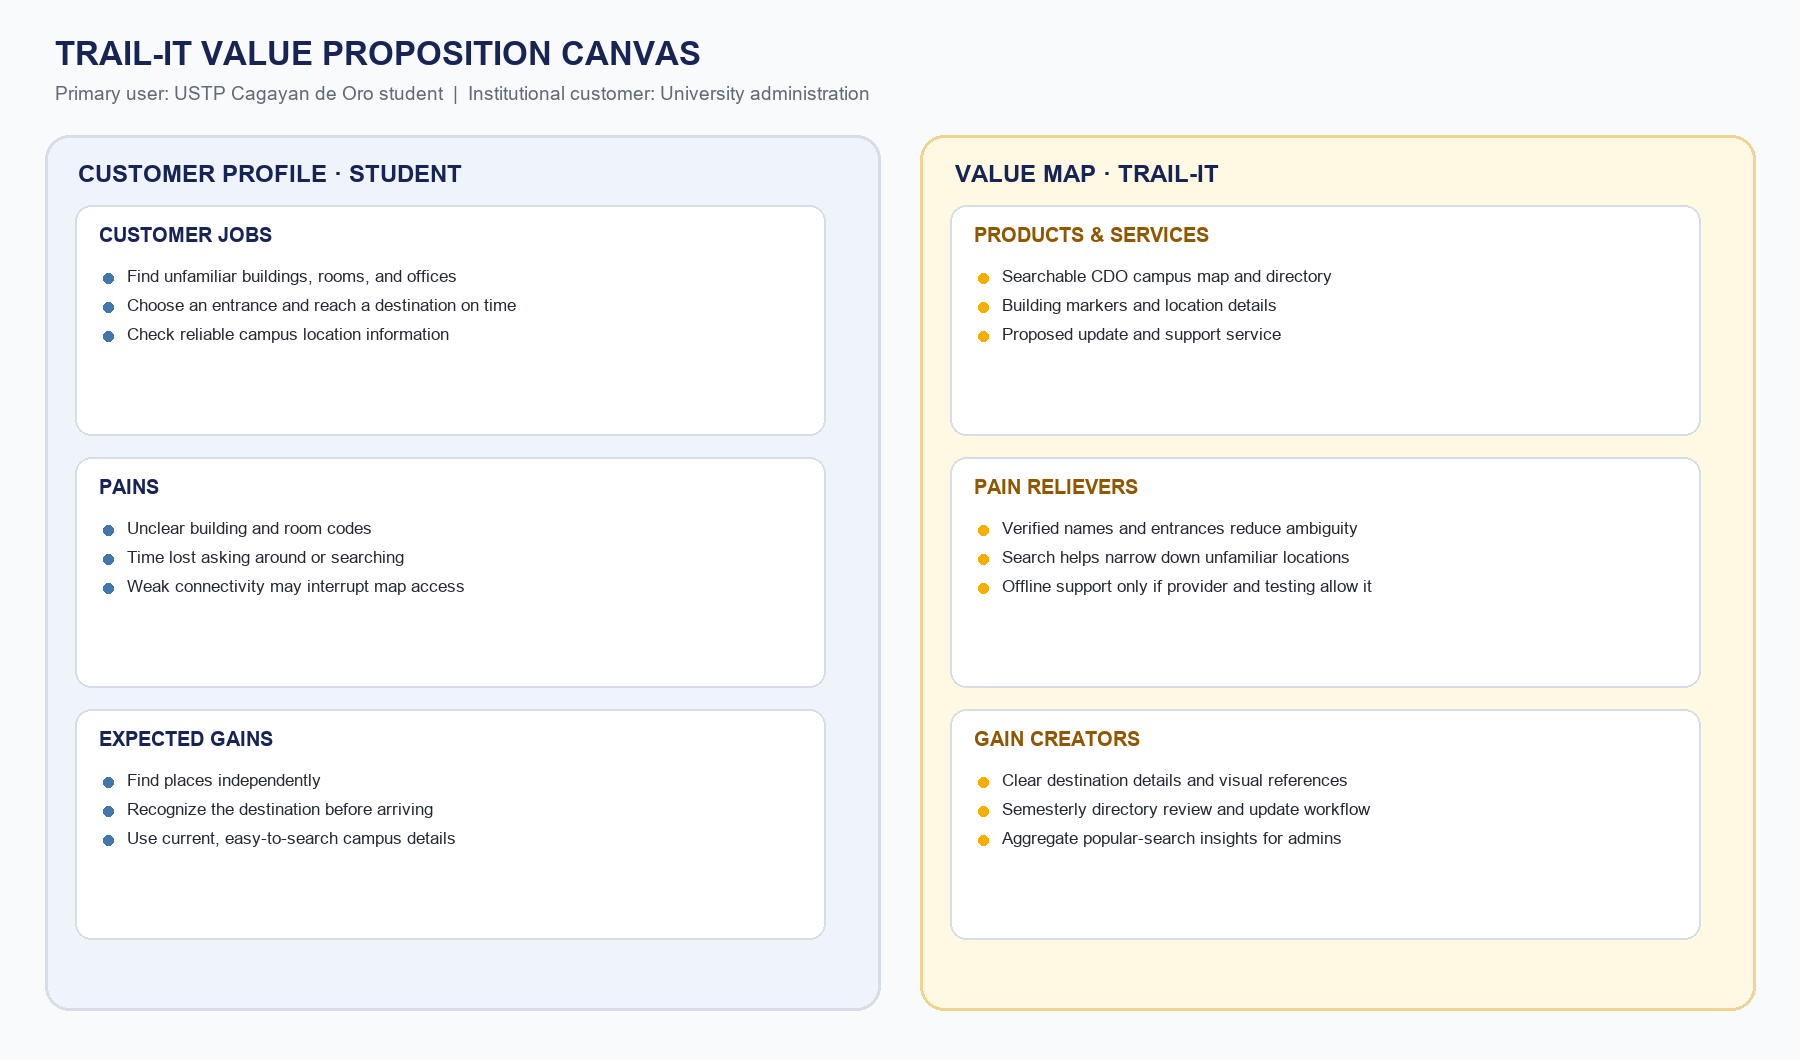 TRAIL-IT VALUE PROPOSITION CANVAS
Primary user: USTP Cagayan de Oro student | Institutional customer: University administration
CUSTOMER PROFILE · STUDENT
CUSTOMER JOBS
Find unfamiliar buildings, rooms, and offices
Choose an entrance and reach a destination on time
Check reliable campus location information
PAINS
Unclear building and room codes
Time lost asking around or searching
Weak connectivity may interrupt map access
EXPECTED GAINS
Find places independently
Recognize the destination before arriving
Use current, easy-to-search campus details
VALUE MAP · TRAIL-IT
PRODUCTS & SERVICES
Searchable CDO campus map and directory
Building markers and location details
Proposed update and support service
PAIN RELIEVERS
Verified names and entrances reduce ambiguity
Search helps narrow down unfamiliar locations
Offline support only if provider and testing allow it
GAIN CREATORS
Clear destination details and visual references
Semesterly directory review and update workflow
Aggregate popular-search insights for admins